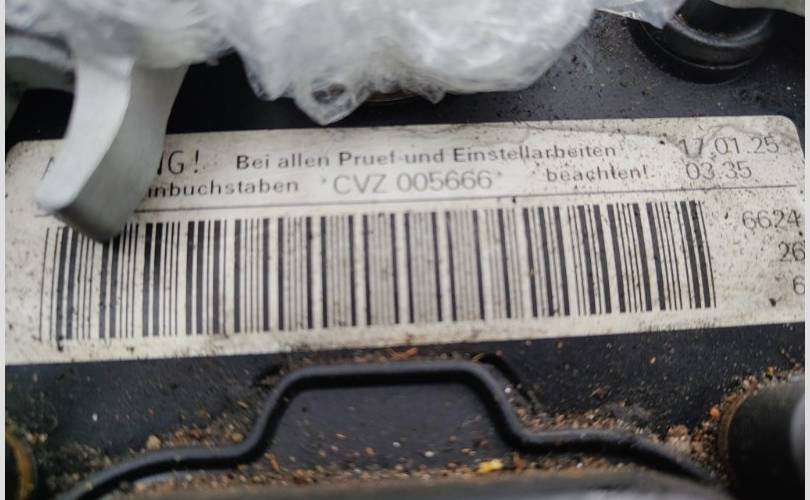 NG! Bei allen Pruef-und Einstellarbeiten 17.01.25
nbuchstaben *CVZ 005666* beachten! 03.35
6624
26
6